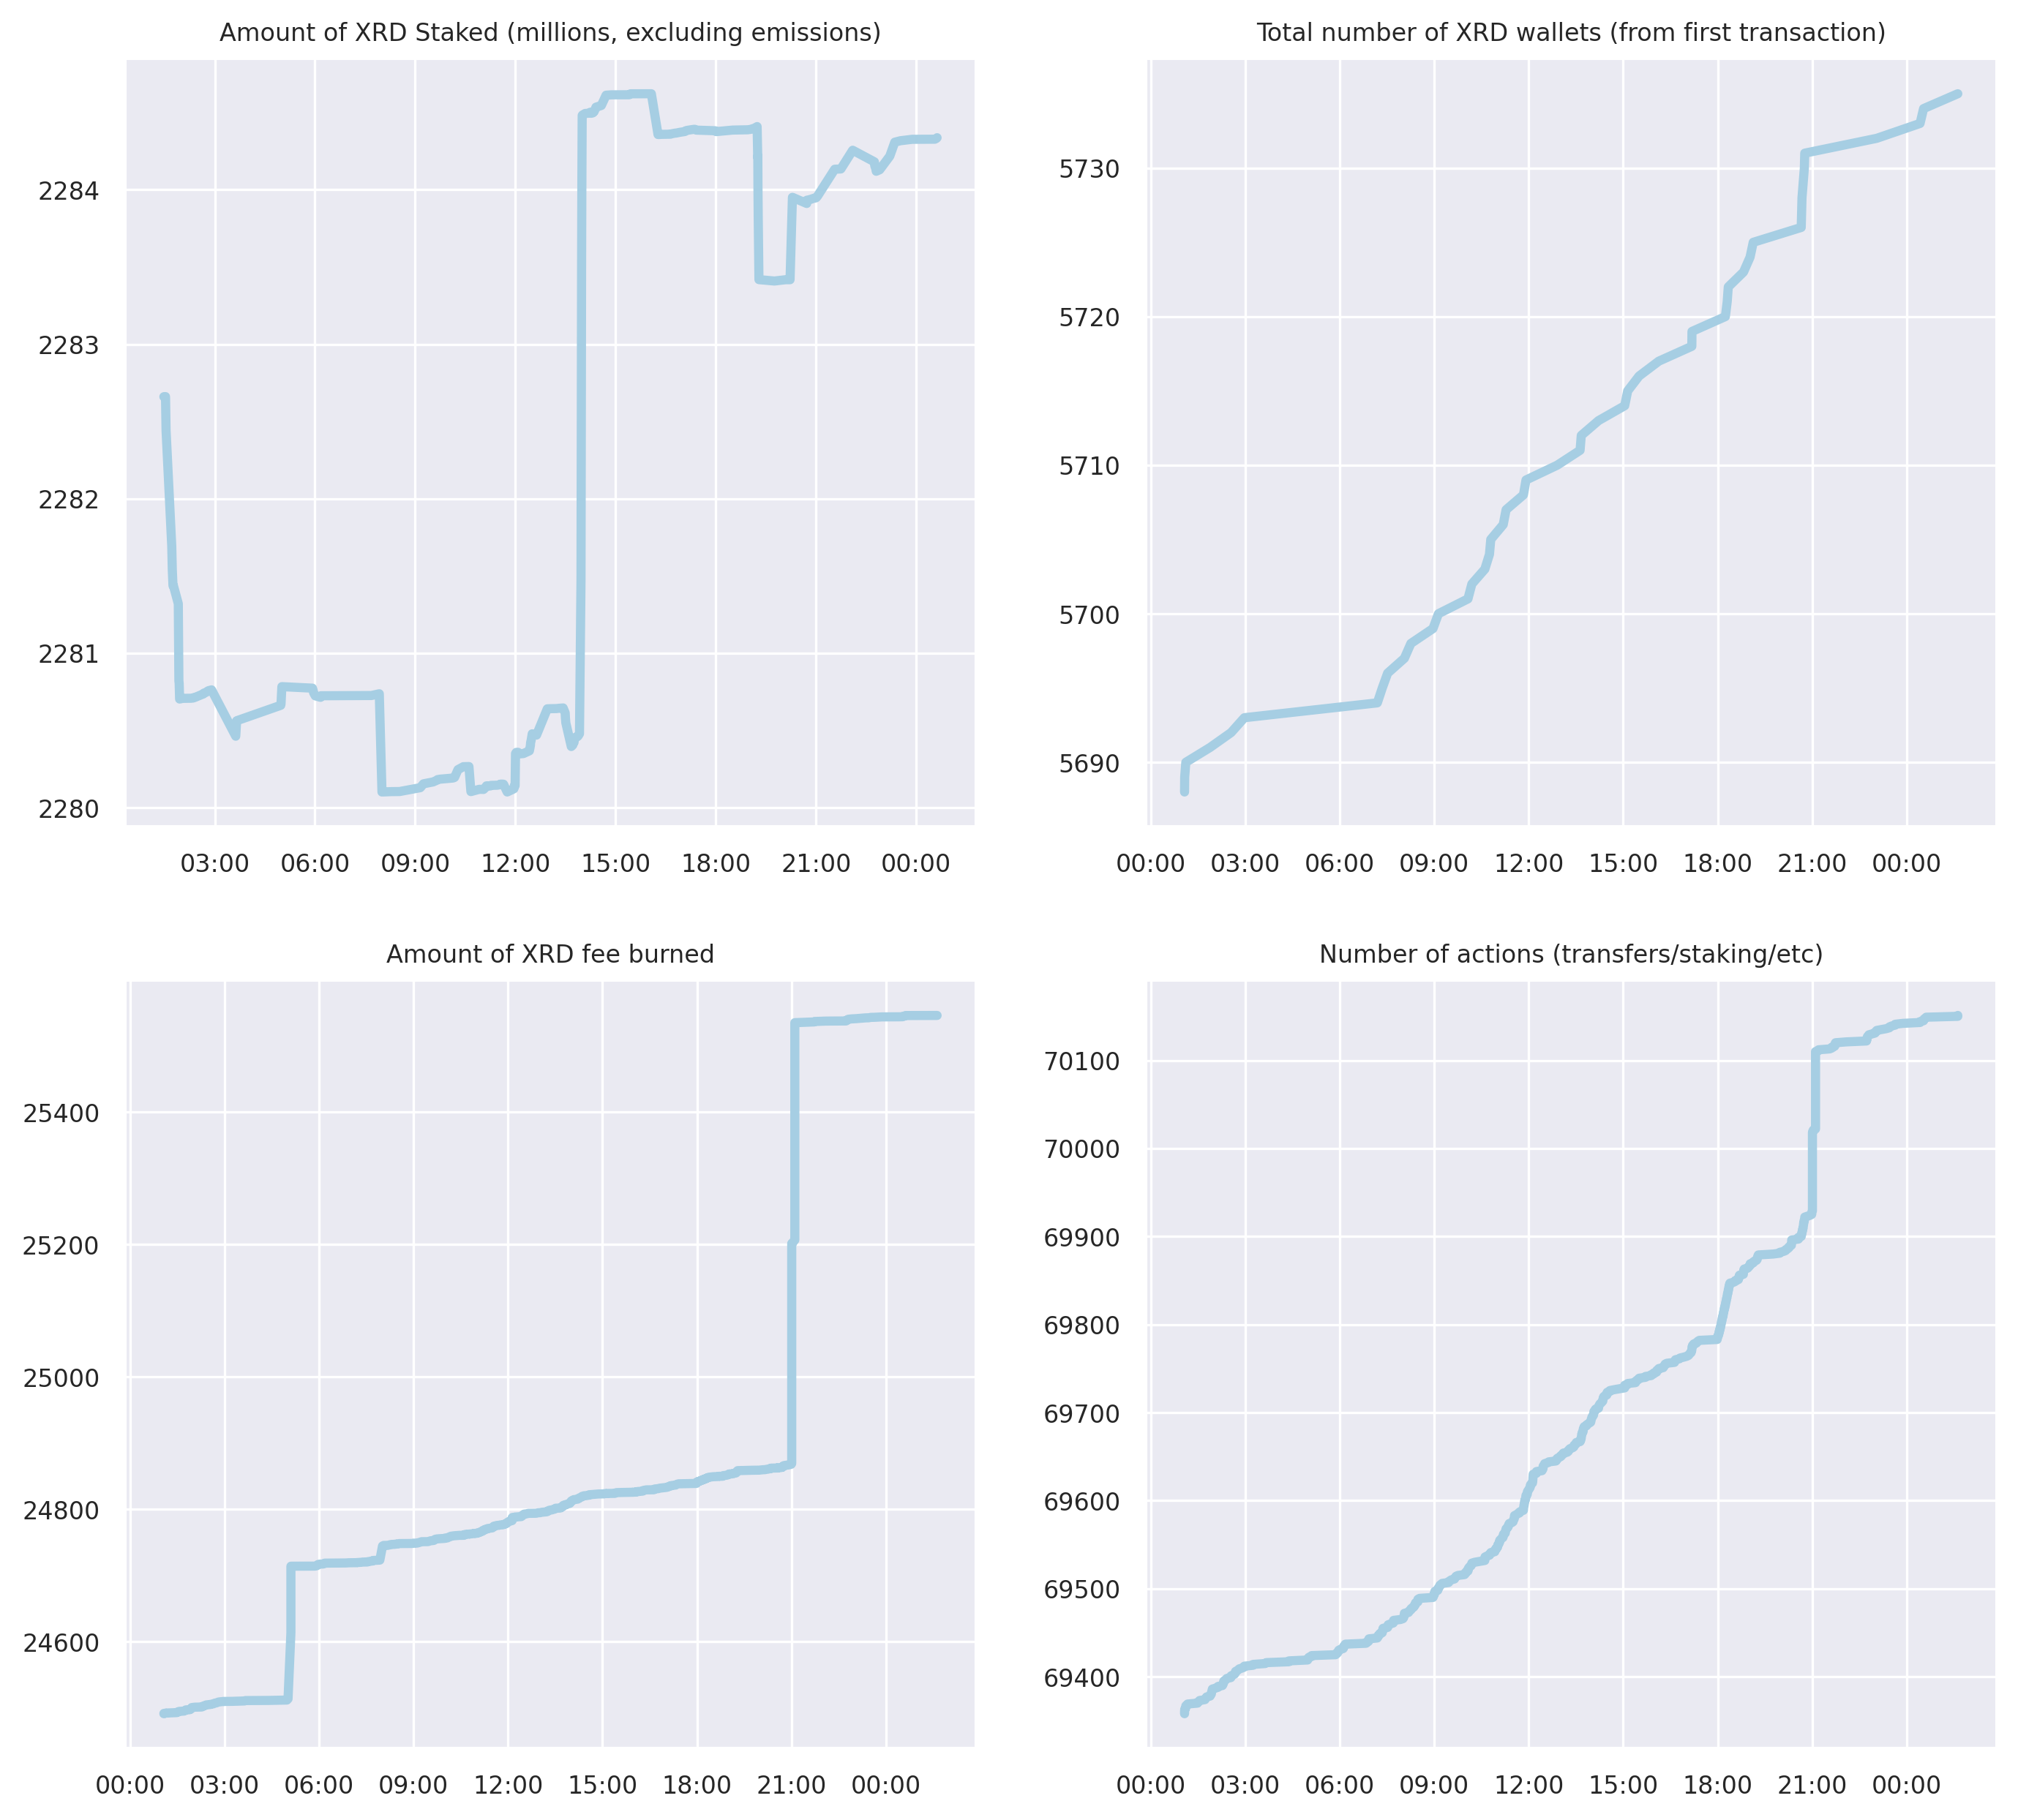 Amount of XRD Staked (millions, excluding emissions)
2284
2283
2282
2281
2280
03:00 06:00 09:00 12:00 15:00 18:00 21:00 00:00
Total number of XRD wallets (from first transaction)
5730
5720
5710
5700
5690
00:00 03:00 06:00 09:00 12:00 15:00 18:00 21:00 00:00
Amount of XRD fee burned
25400
25200
25000
24800
24600
00:00 03:00 06:00 09:00 12:00 15:00 18:00 21:00 00:00
Number of actions (transfers/staking/etc)
70100
70000
69900
69800
69700
69600
69500
69400
00:00 03:00 06:00 09:00 12:00 15:00 18:00 21:00 00:00